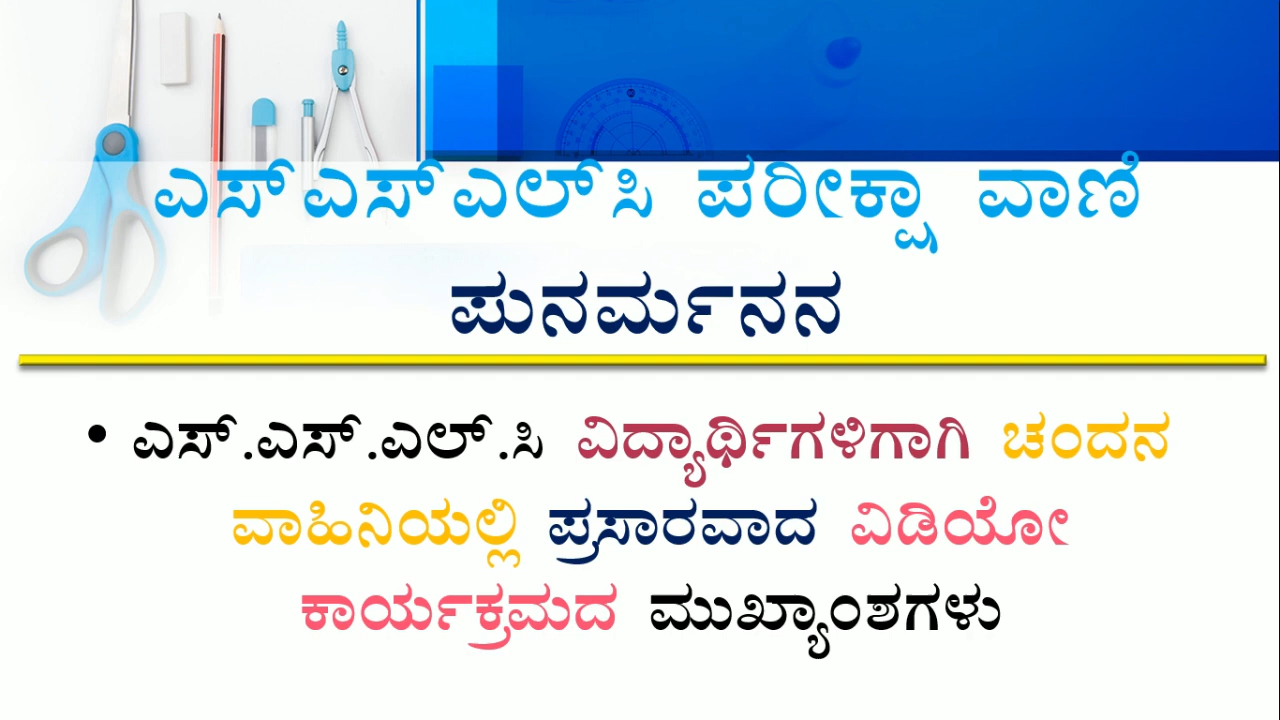 ಎಸ್ಎಸ್ಎಲ್‌ಸಿ ಪರೀಕ್ಷಾ ವಾಣಿ
ಪುನರ್ಮನನ
• ಎಸ್.ಎಸ್.ಎಲ್.ಸಿ ವಿದ್ಯಾರ್ಥಿಗಳಿಗಾಗಿ ಚಂದನ
ವಾಹಿನಿಯಲ್ಲಿ ಪ್ರಸಾರವಾದ ವಿಡಿಯೋ
ಕಾರ್ಯಕ್ರಮದ ಮುಖ್ಯಾಂಶಗಳು